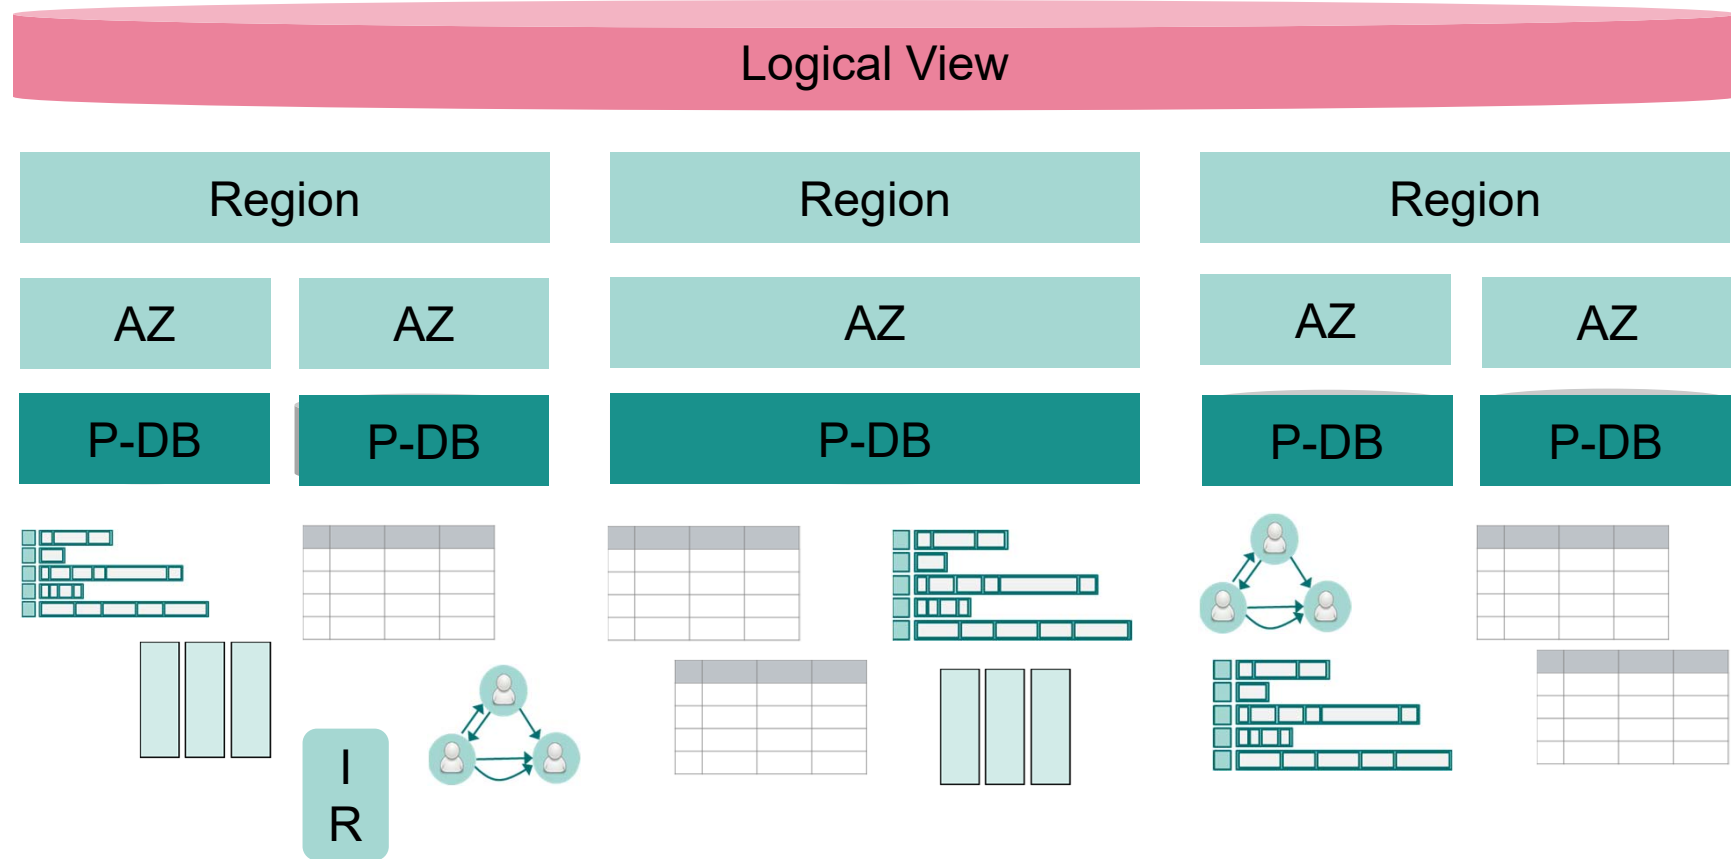 Logical View
Region
Region
Region
AZ
AZ
AZ
AZ
AZ
P-DB
P-DB
P-DB
P-DB
P-DB
I
R